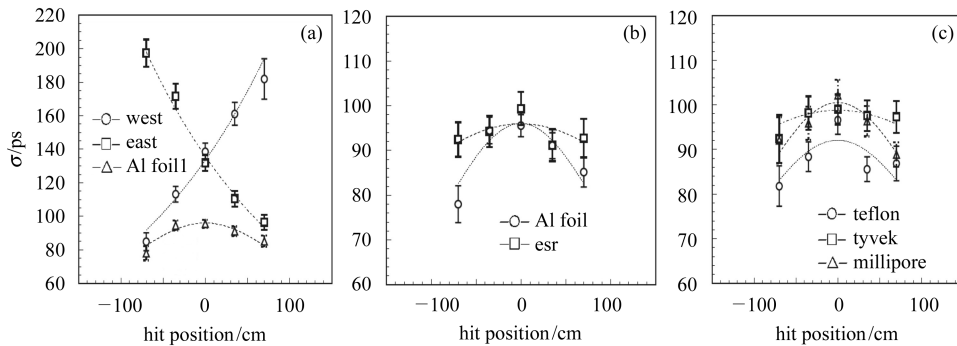 220
200
180
160
140
120
100
80
60
σ/ps
(a)
west
east
Al foil1
−100
0
100
hit position/cm
120
110
100
90
80
70
60
(b)
Al foil
esr
−100
0
100
hit position/cm
120
110
100
90
80
70
60
(c)
teflon
tyvek
millipore
−100
0
100
hit position/cm